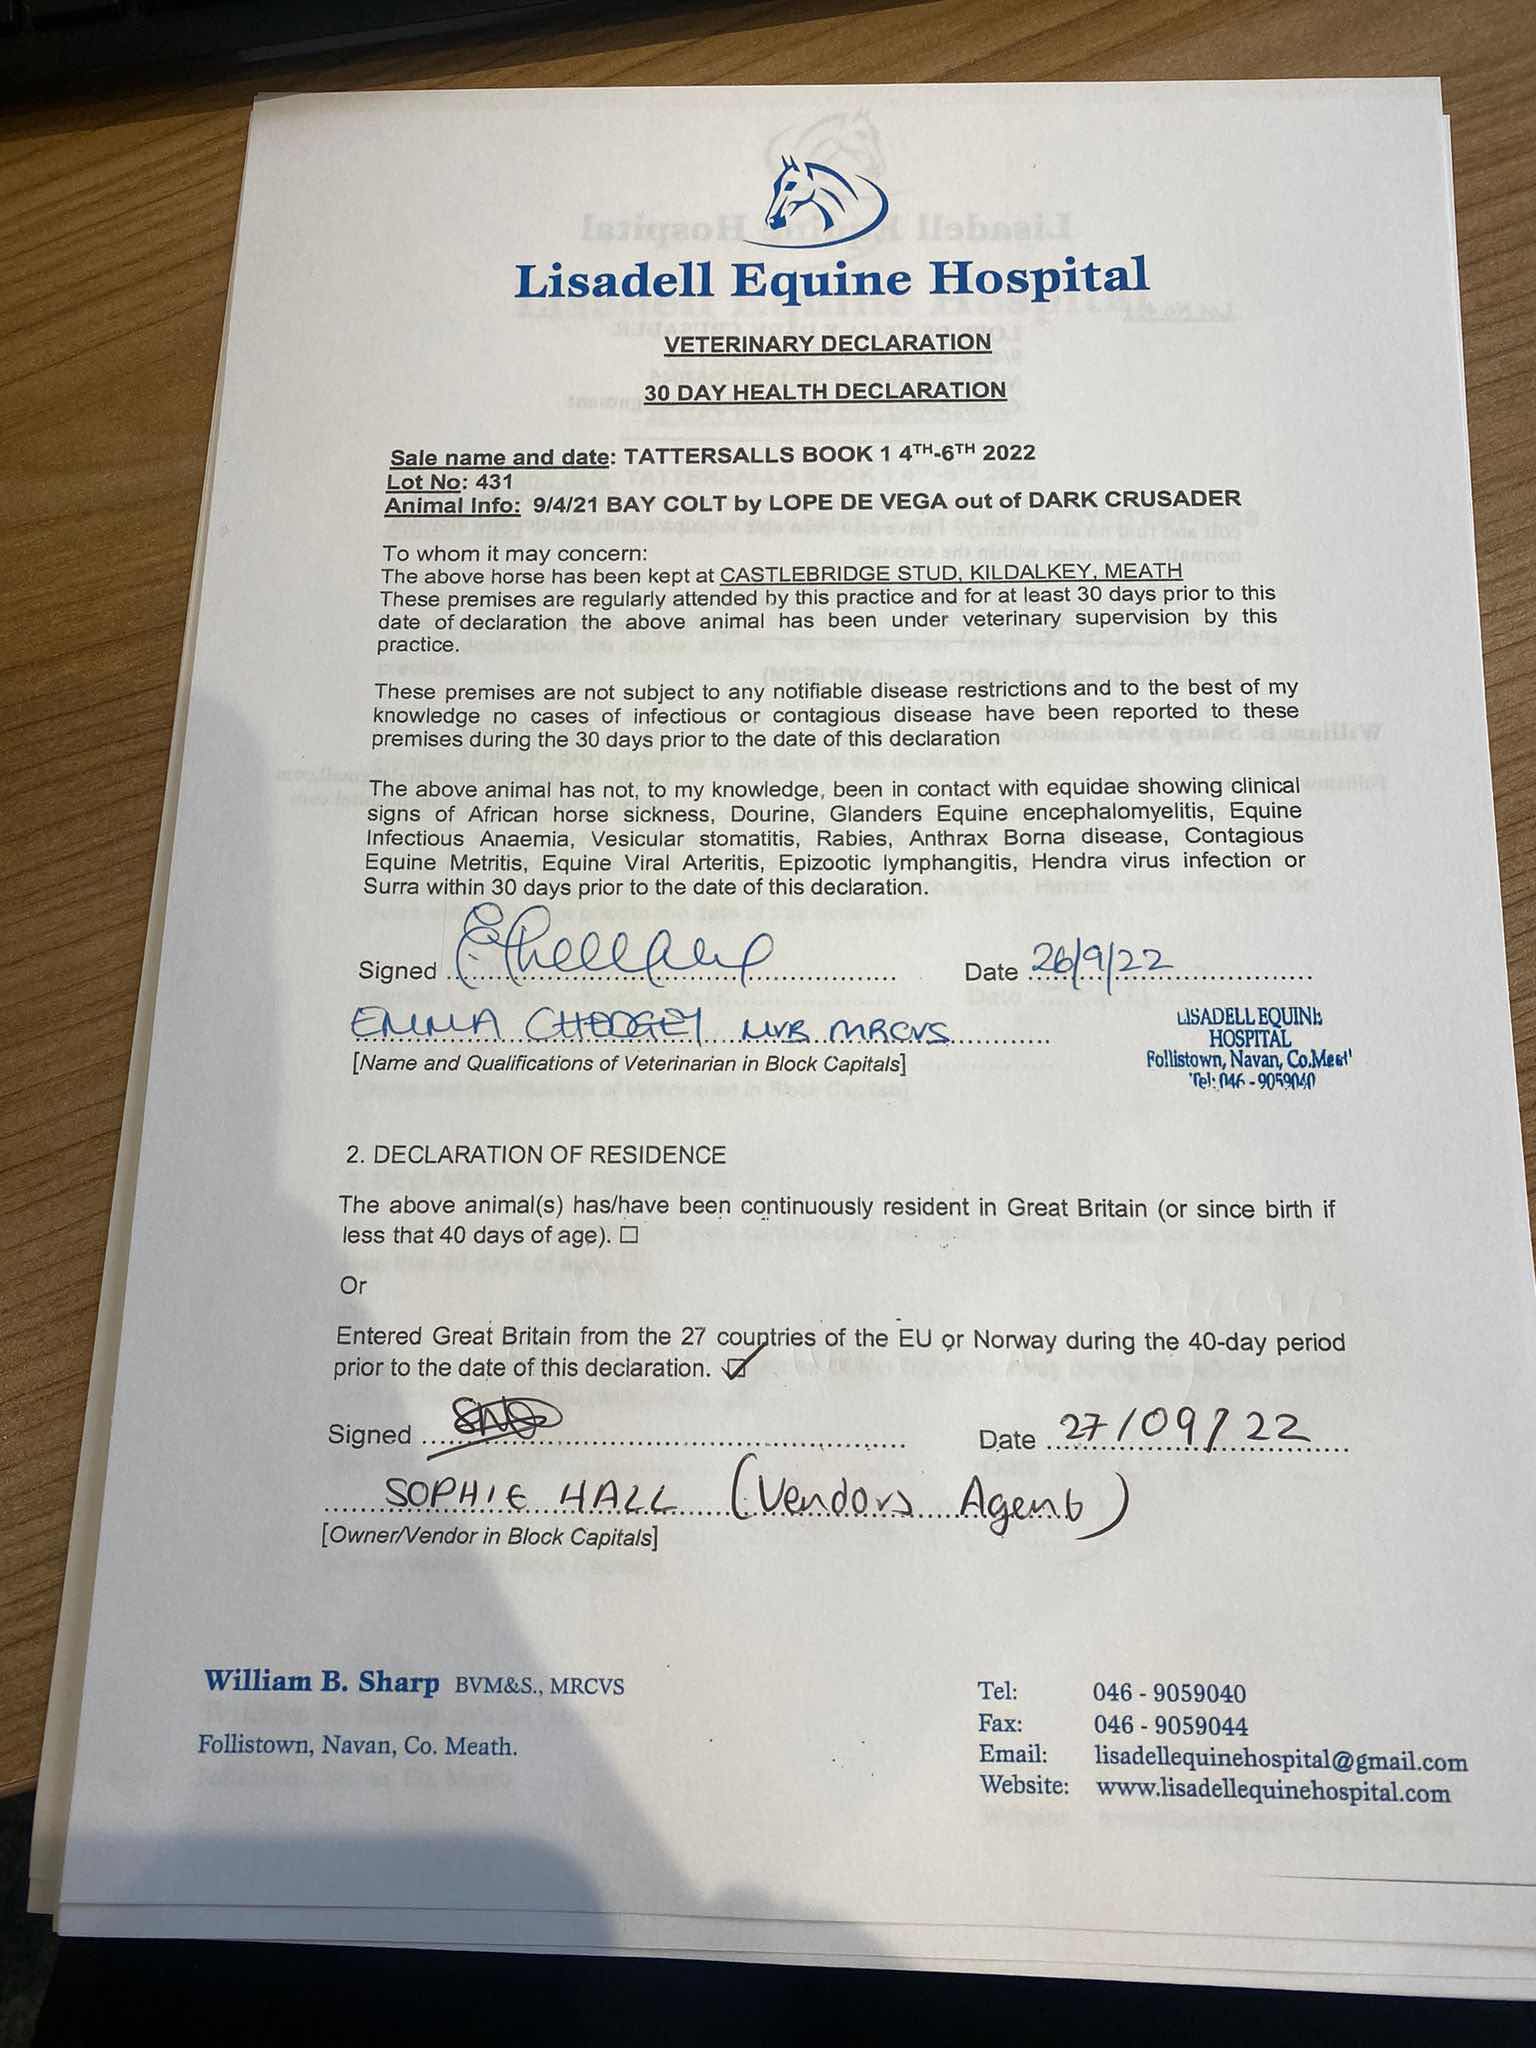 Lisadell Equine Hospital
VETERINARY DECLARATION
30 DAY HEALTH DECLARATION
Sale name and date: TATTERSALLS BOOK 1 4TH-6TH 2022
Lot No: 431
Animal Info: 9/4/21 BAY COLT by LOPE DE VEGA out of DARK CRUSADER
To whom it may concern:
The above horse has been kept at CASTLEBRIDGE STUD, KILDALKEY, MEATH
These premises are regularly attended by this practice and for at least 30 days prior to this
date of declaration the above animal has been under veterinary supervision by this
practice.
These premises are not subject to any notifiable disease restrictions and to the best of my
knowledge no cases of infectious or contagious disease have been reported to these
premises during the 30 days prior to the date of this declaration
The above animal has not, to my knowledge, been in contact with equidae showing clinical
signs of African horse sickness, Dourine, Glanders Equine encephalomyelitis, Equine
Infectious Anaemia, Vesicular stomatitis, Rabies, Anthrax Borna disease, Contagious
Equine Metritis, Equine Viral Arteritis, Epizootic lymphangitis, Hendra virus infection or
Surra within 30 days prior to the date of this declaration.
Signed Date 26/9/22
EMMA CHEDGEY MVB MRCVS
[Name and Qualifications of Veterinarian in Block Capitals]
LISADELL EQUINE
HOSPITAL
Follistown, Navan, Co.Meat
Tel: 046 - 9059040
2. DECLARATION OF RESIDENCE
The above animal(s) has/have been continuously resident in Great Britain (or since birth if
less that 40 days of age). ☐
Or
Entered Great Britain from the 27 countries of the EU or Norway during the 40-day period
prior to the date of this declaration. ☑
Signed Date 27/09/22
SOPHIE HALL (Vendors Agent)
[Owner/Vendor in Block Capitals]
William B. Sharp BVM&S., MRCVS
Follistown, Navan, Co. Meath.
Tel: 046 - 9059040
Fax: 046 - 9059044
Email: lisadellequinehospital@gmail.com
Website: www.lisadellequinehospital.com